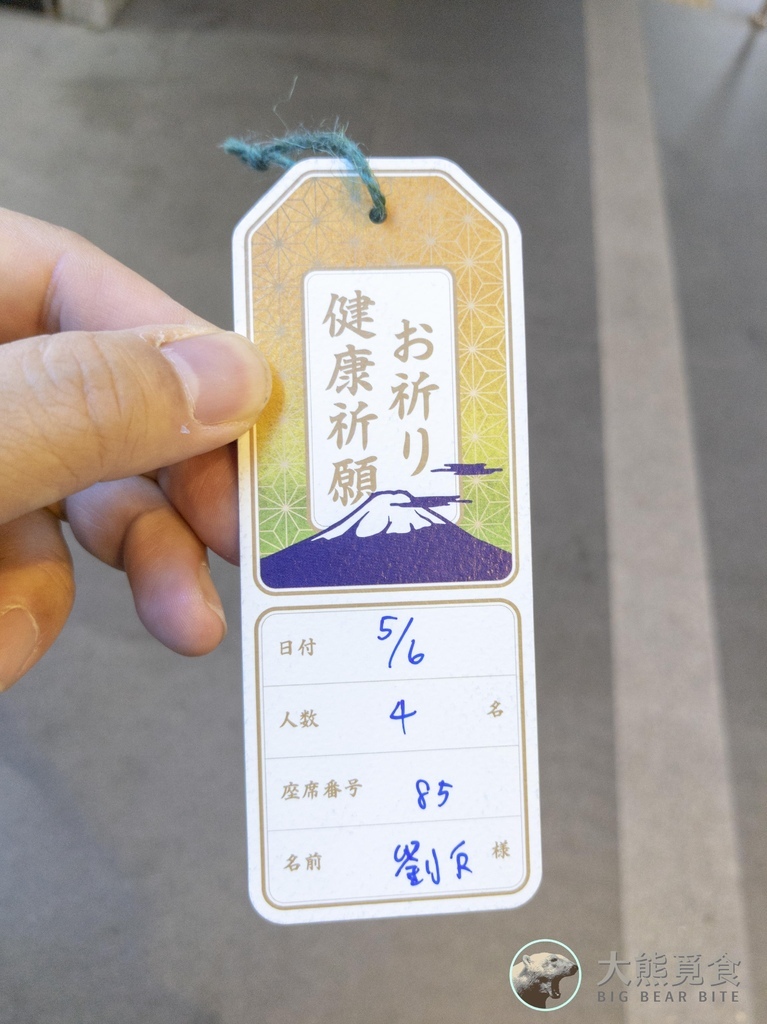 お祈り
健康祈願
日付 5/6
人数 4 名
座席番号 85
名前 劉 様
大熊覓食
BIG BEAR BITE